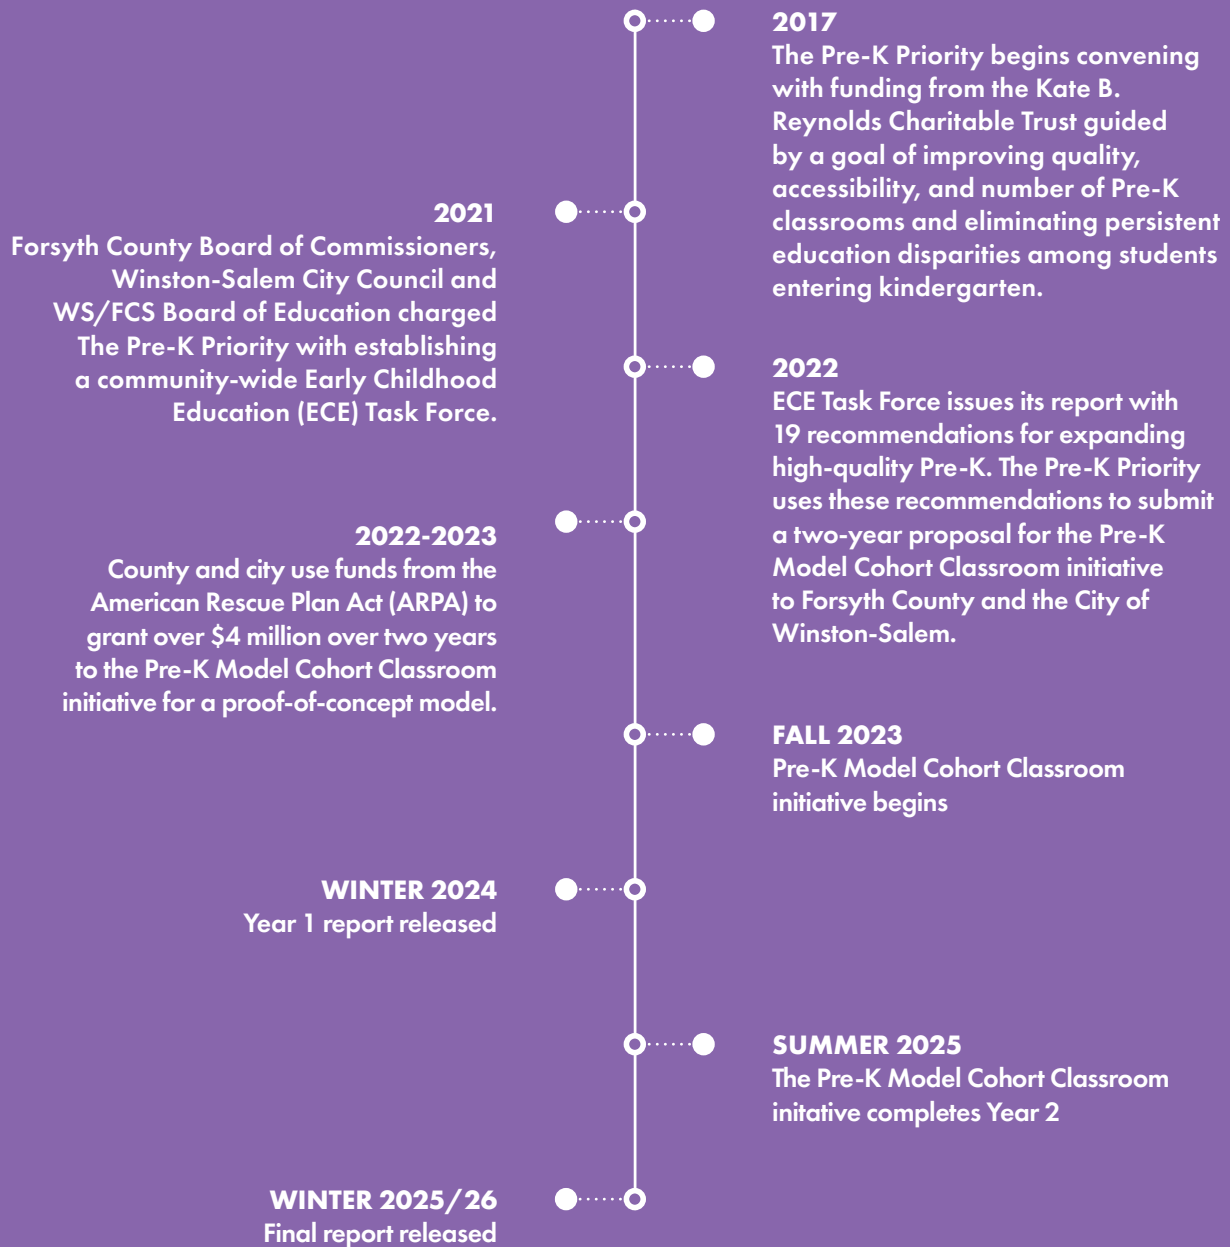 2017
The Pre-K Priority begins convening
with funding from the Kate B.
Reynolds Charitable Trust guided
by a goal of improving quality,
accessibility, and number of Pre-K
classrooms and eliminating persistent
education disparities among students
entering kindergarten.
2021
Forsyth County Board of Commissioners,
Winston-Salem City Council and
WS/FCS Board of Education charged
The Pre-K Priority with establishing
a community-wide Early Childhood
Education (ECE) Task Force.
2022
ECE Task Force issues its report with
19 recommendations for expanding
high-quality Pre-K. The Pre-K Priority
uses these recommendations to submit
a two-year proposal for the Pre-K
Model Cohort Classroom initiative
to Forsyth County and the City of
Winston-Salem.
2022-2023
County and city use funds from the
American Rescue Plan Act (ARPA) to
grant over $4 million over two years
to the Pre-K Model Cohort Classroom
initiative for a proof-of-concept model.
FALL 2023
Pre-K Model Cohort Classroom
initiative begins
WINTER 2024
Year 1 report released
SUMMER 2025
The Pre-K Model Cohort Classroom
initative completes Year 2
WINTER 2025/26
Final report released